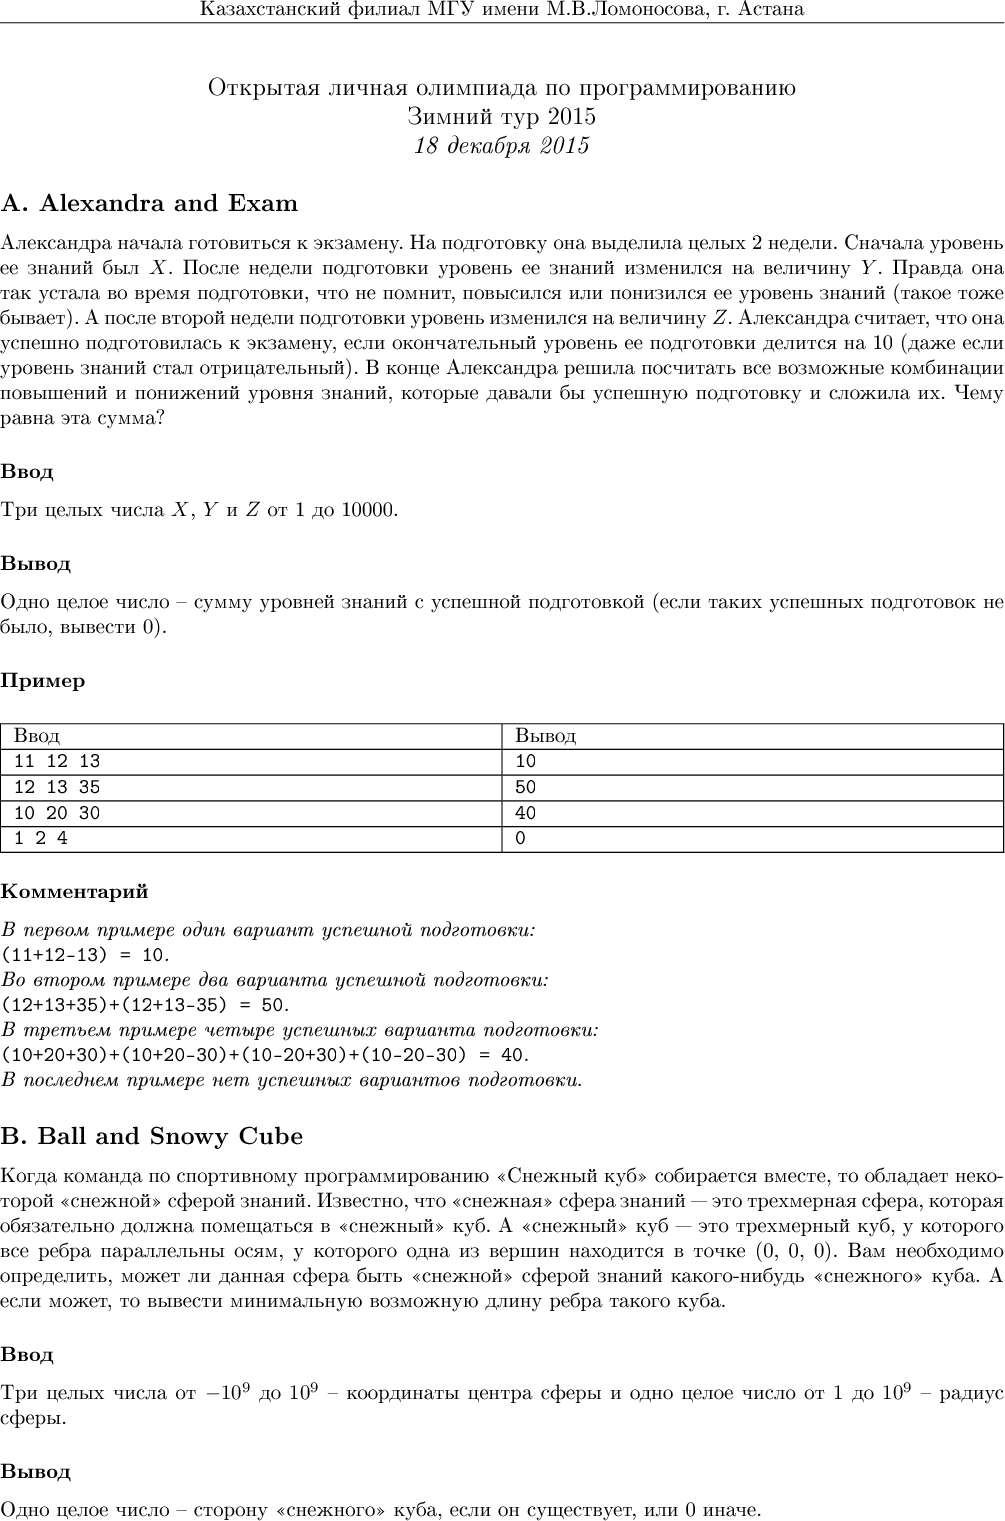 Казахстанский филиал МГУ имени М.В.Ломоносова, г. Астана
Открытая личная олимпиада по программированию
Зимний тур 2015
18 декабря 2015
A. Alexandra and Exam
Александра начала готовиться к экзамену. На подготовку она выделила целых 2 недели. Сначала уровень
ее знаний был X. После недели подготовки уровень ее знаний изменился на величину Y. Правда она
так устала во время подготовки, что не помнит, повысился или понизился ее уровень знаний (такое тоже
бывает). А после второй недели подготовки уровень изменился на величину Z. Александра считает, что она
успешно подготовилась к экзамену, если окончательный уровень ее подготовки делится на 10 (даже если
уровень знаний стал отрицательный). В конце Александра решила посчитать все возможные комбинации
повышений и понижений уровня знаний, которые давали бы успешную подготовку и сложила их. Чему
равна эта сумма?
Ввод
Три целых числа X, Y и Z от 1 до 10000.
Вывод
Одно целое число – сумму уровней знаний с успешной подготовкой (если таких успешных подготовок не
было, вывести 0).
Пример
Ввод Вывод
11 12 13 10
12 13 35 50
10 20 30 40
1 2 4 0
Комментарий
В первом примере один вариант успешной подготовки:
(11+12-13) = 10.
Во втором примере два варианта успешной подготовки:
(12+13+35)+(12+13-35) = 50.
В третьем примере четыре успешных варианта подготовки:
(10+20+30)+(10+20-30)+(10-20+30)+(10-20-30) = 40.
В последнем примере нет успешных вариантов подготовки.
B. Ball and Snowy Cube
Когда команда по спортивному программированию «Снежный куб» собирается вместе, то обладает неко-
торой «снежной» сферой знаний. Известно, что «снежная» сфера знаний — это трехмерная сфера, которая
обязательно должна помещаться в «снежный» куб. А «снежный» куб — это трехмерный куб, у которого
все ребра параллельны осям, у которого одна из вершин находится в точке (0, 0, 0). Вам необходимо
определить, может ли данная сфера быть «снежной» сферой знаний какого-нибудь «снежного» куба. А
если может, то вывести минимальную возможную длину ребра такого куба.
Ввод
Три целых числа от −10⁹ до 10⁹ – координаты центра сферы и одно целое число от 1 до 10⁹ – радиус
сферы.
Вывод
Одно целое число – сторону «снежного» куба, если он существует, или 0 иначе.